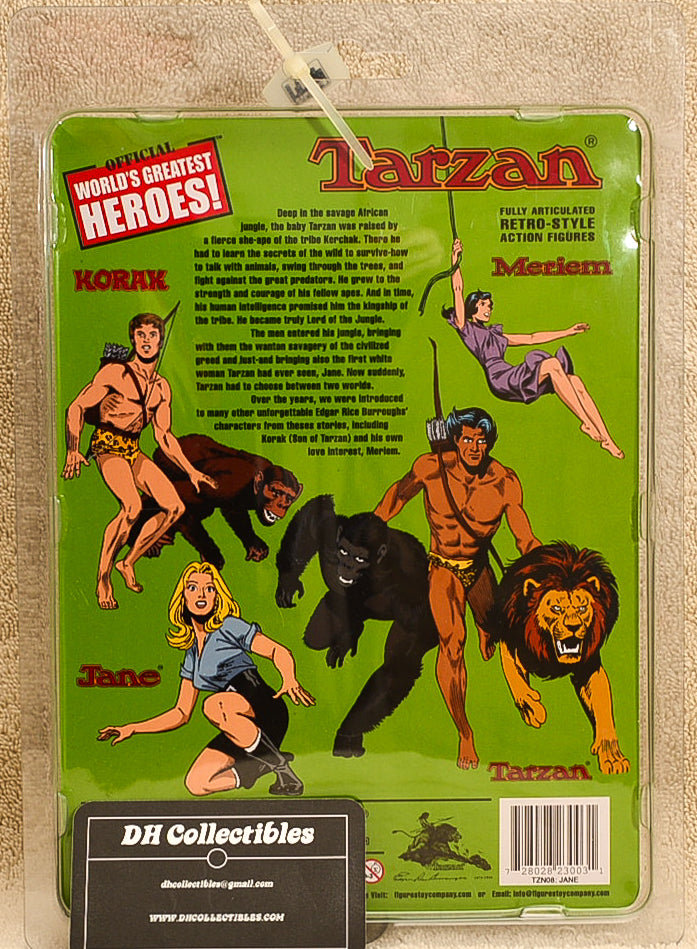 OFFICIAL
WORLD'S GREATEST
HEROES!
™
Tarzan®
FULLY ARTICULATED
RETRO-STYLE
ACTION FIGURES
Deep in the savage African
jungle, the baby Tarzan was raised by
a fierce she-ape of the tribe Kerchak. There he
had to learn the secrets of the wild to survive-how
to talk with animals, swing through the trees, and
fight against the great predators. He grew to the
strength and courage of his fellow apes. And in time,
his human intelligence promised him the kingship of
the tribe. He became truly Lord of the Jungle.
The men entered his jungle, bringing
with them the wanton savagery of the civilized
greed and lust-and bringing also the first white
woman Tarzan had ever seen, Jane. Now suddenly,
Tarzan had to choose between two worlds.
Over the years, we were introduced
to many other unforgettable Edgar Rice Burroughs'
characters from these stories, including
Korak (Son of Tarzan) and his own
love interest, Meriem.
KORAK
Meriem
Jane®
Tarzan®
DH Collectibles
dhcollectibles@gmail.com
WWW.DHCOLLECTIBLES.COM
Visit: figurestoycompany.com or Email: info@figurestoycompany.com
7 28028 23003 1
TZN08: JANE